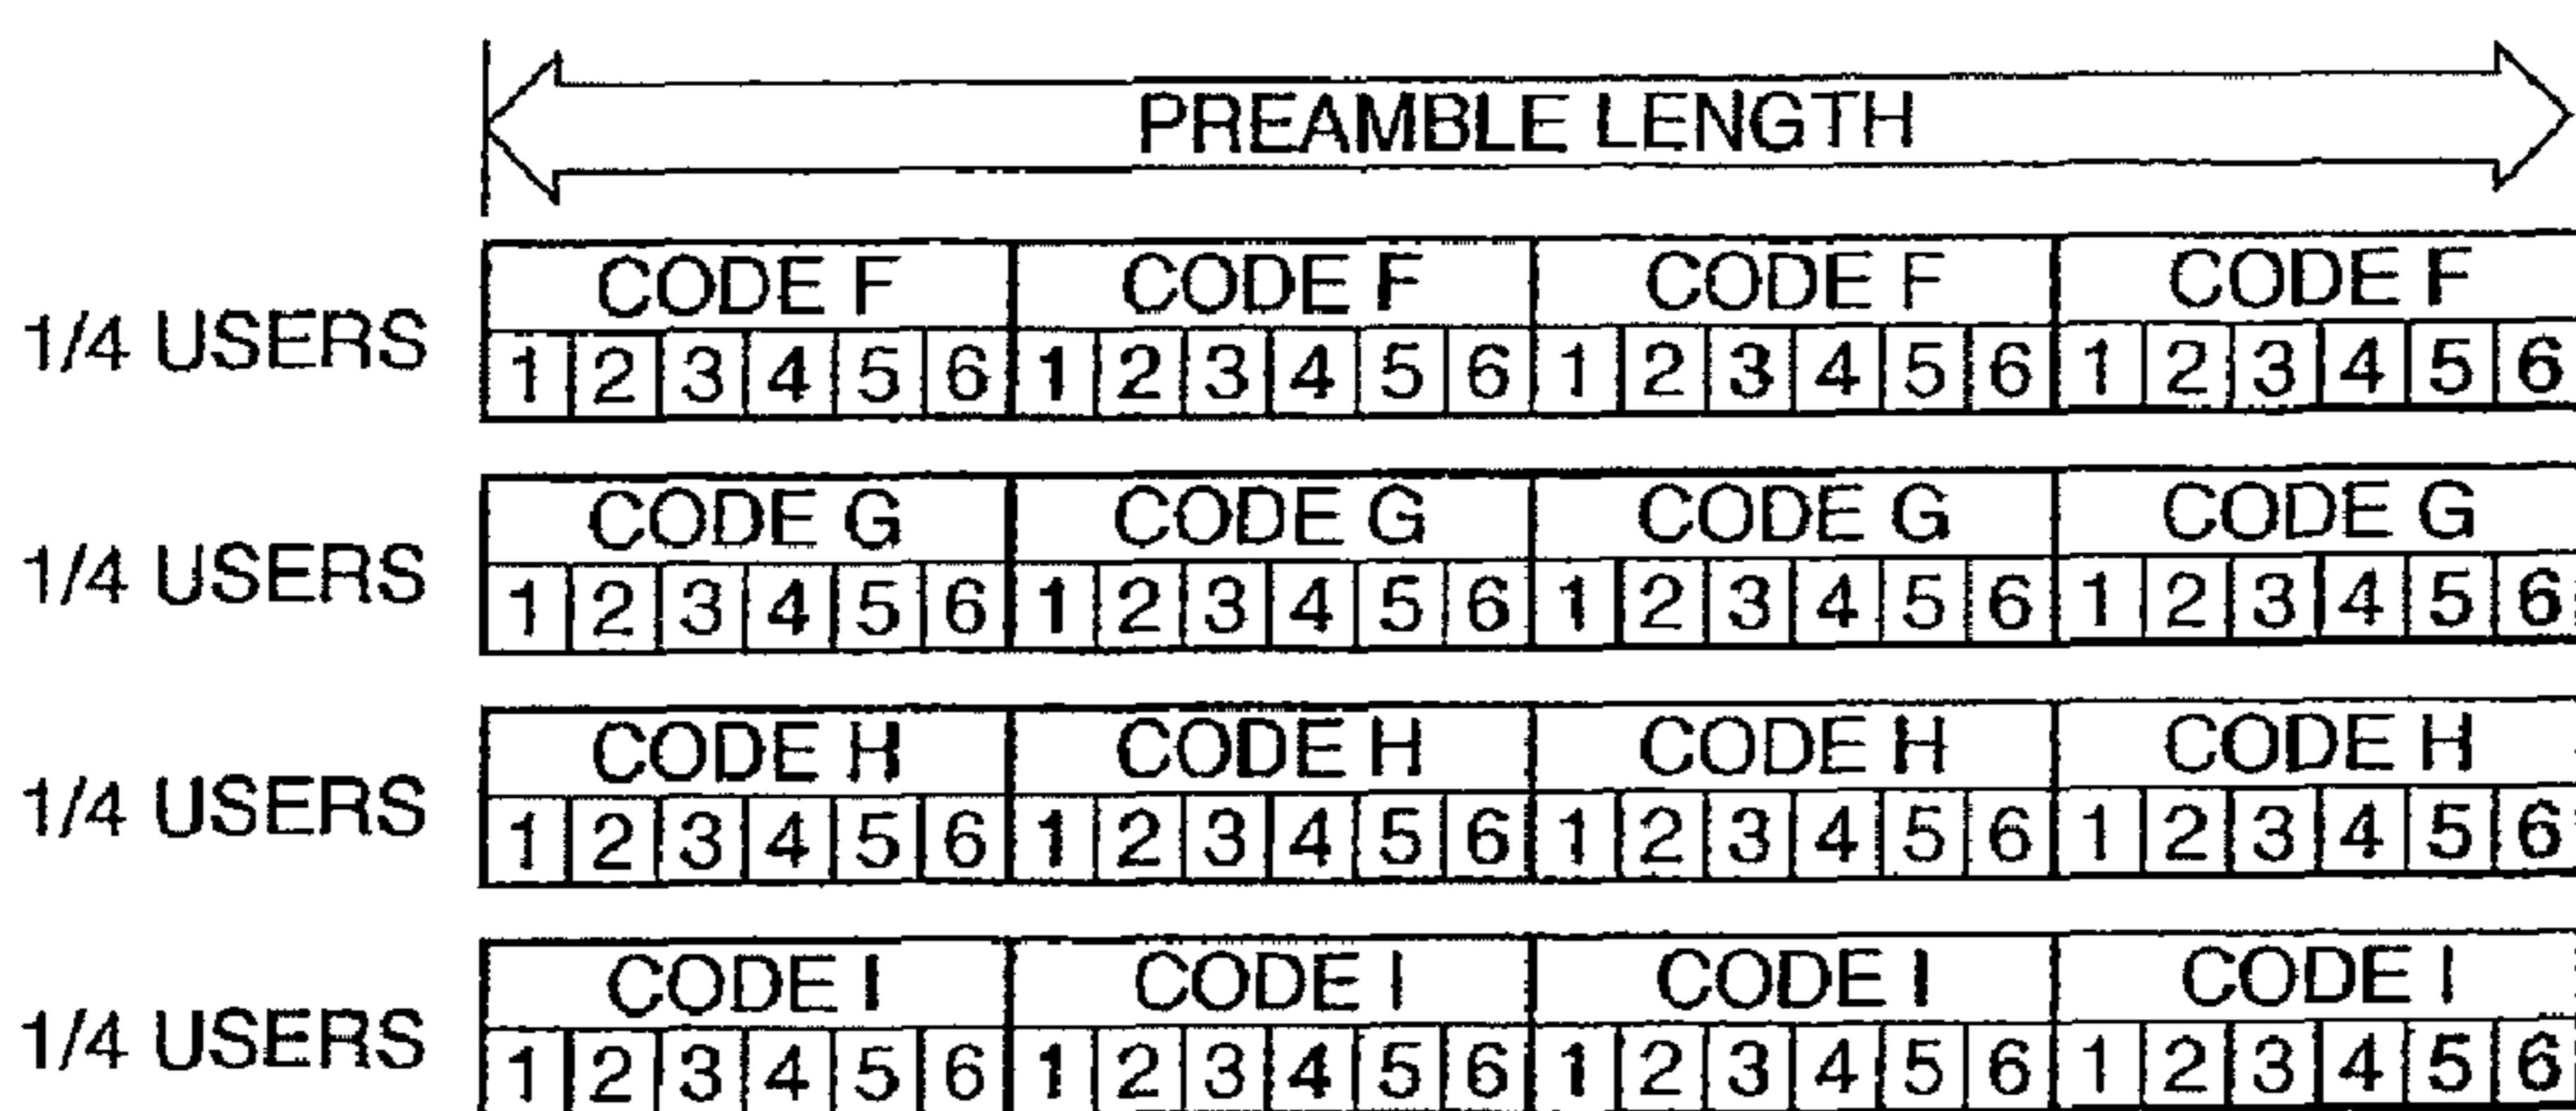 PREAMBLE LENGTH
CODE F CODE F CODE F CODE F
1/4 USERS 1 2 3 4 5 6 1 2 3 4 5 6 1 2 3 4 5 6 1 2 3 4 5 6
CODE G CODE G CODE G CODE G
1/4 USERS 1 2 3 4 5 6 1 2 3 4 5 6 1 2 3 4 5 6 1 2 3 4 5 6
CODE H CODE H CODE H CODE H
1/4 USERS 1 2 3 4 5 6 1 2 3 4 5 6 1 2 3 4 5 6 1 2 3 4 5 6
CODE I CODE I CODE I CODE I
1/4 USERS 1 2 3 4 5 6 1 2 3 4 5 6 1 2 3 4 5 6 1 2 3 4 5 6